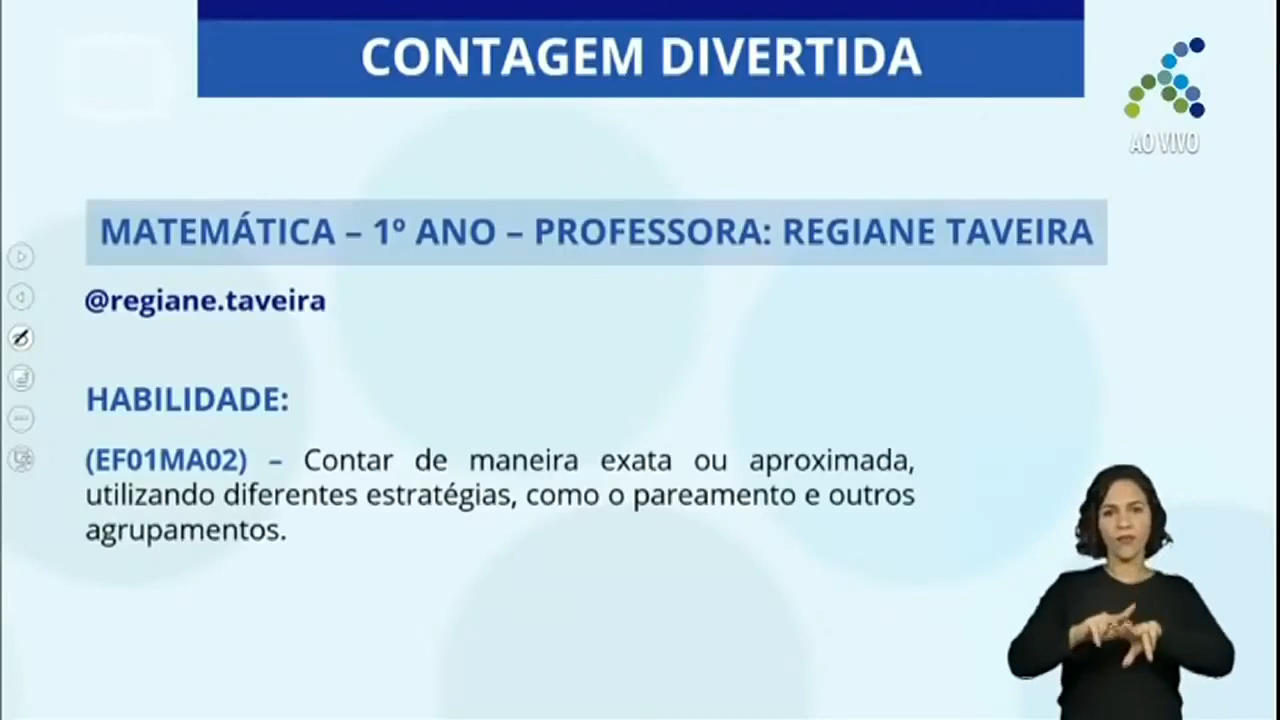 CONTAGEM DIVERTIDA
AO VIVO
MATEMÁTICA – 1º ANO – PROFESSORA: REGIANE TAVEIRA
@regiane.taveira
HABILIDADE:
(EF01MA02) – Contar de maneira exata ou aproximada,
utilizando diferentes estratégias, como o pareamento e outros
agrupamentos.